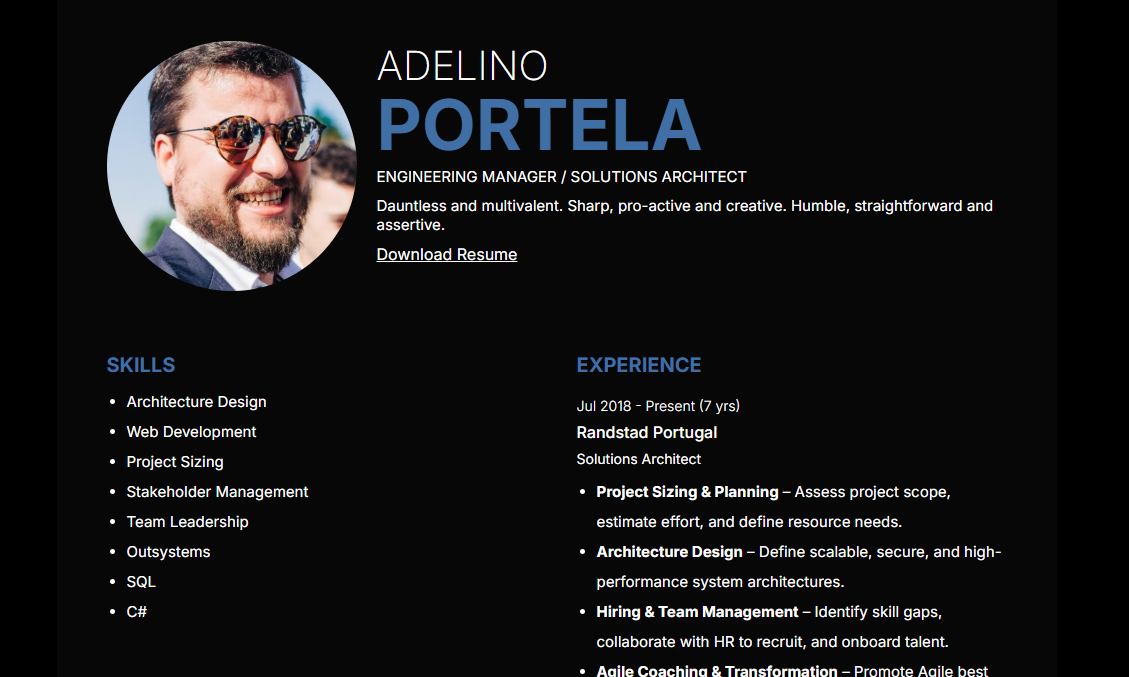 ADELINO
PORTELA
ENGINEERING MANAGER / SOLUTIONS ARCHITECT
Dauntless and multivalent. Sharp, pro-active and creative. Humble, straightforward and
assertive.
Download Resume
SKILLS
• Architecture Design
• Web Development
• Project Sizing
• Stakeholder Management
• Team Leadership
• Outsystems
• SQL
• C#
EXPERIENCE
Jul 2018 - Present (7 yrs)
Randstad Portugal
Solutions Architect
• Project Sizing & Planning – Assess project scope,
estimate effort, and define resource needs.
• Architecture Design – Define scalable, secure, and high-
performance system architectures.
• Hiring & Team Management – Identify skill gaps,
collaborate with HR to recruit, and onboard talent.
• Agile Coaching & Transformation – Promote Agile best